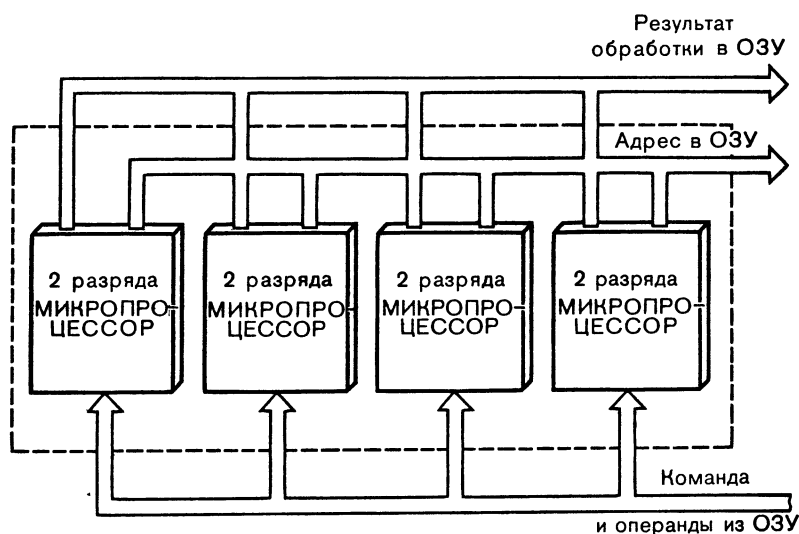 Результат
обработки в ОЗУ
Адрес в ОЗУ
2 разряда
МИКРОПРО-
ЦЕССОР
2 разряда
МИКРОПРО-
ЦЕССОР
2 разряда
МИКРОПРО-
ЦЕССОР
2 разряда
МИКРОПРО-
ЦЕССОР
Команда
и операнды из ОЗУ